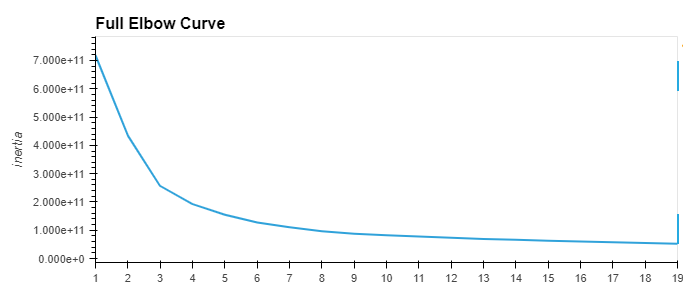 Full Elbow Curve
7.000e+11
6.000e+11
5.000e+11
4.000e+11
3.000e+11
2.000e+11
1.000e+11
0.000e+0
inertia
1 2 3 4 5 6 7 8 9 10 11 12 13 14 15 16 17 18 19